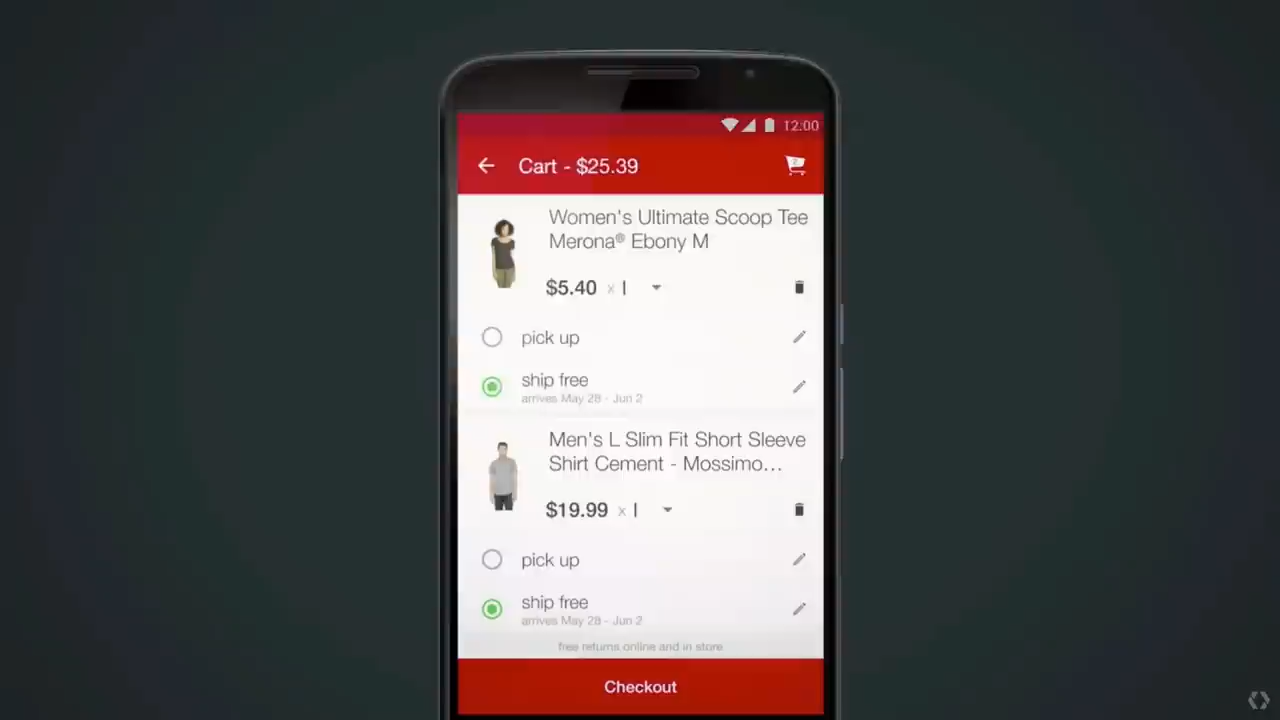 12:00
Cart - $25.39
Women's Ultimate Scoop Tee
Merona® Ebony M
$5.40 x 1
pick up
ship free
arrives May 28 - Jun 2
Men's L Slim Fit Short Sleeve
Shirt Cement - Mossimo…
$19.99 x 1
pick up
ship free
arrives May 28 - Jun 2
free returns online and in store
Checkout